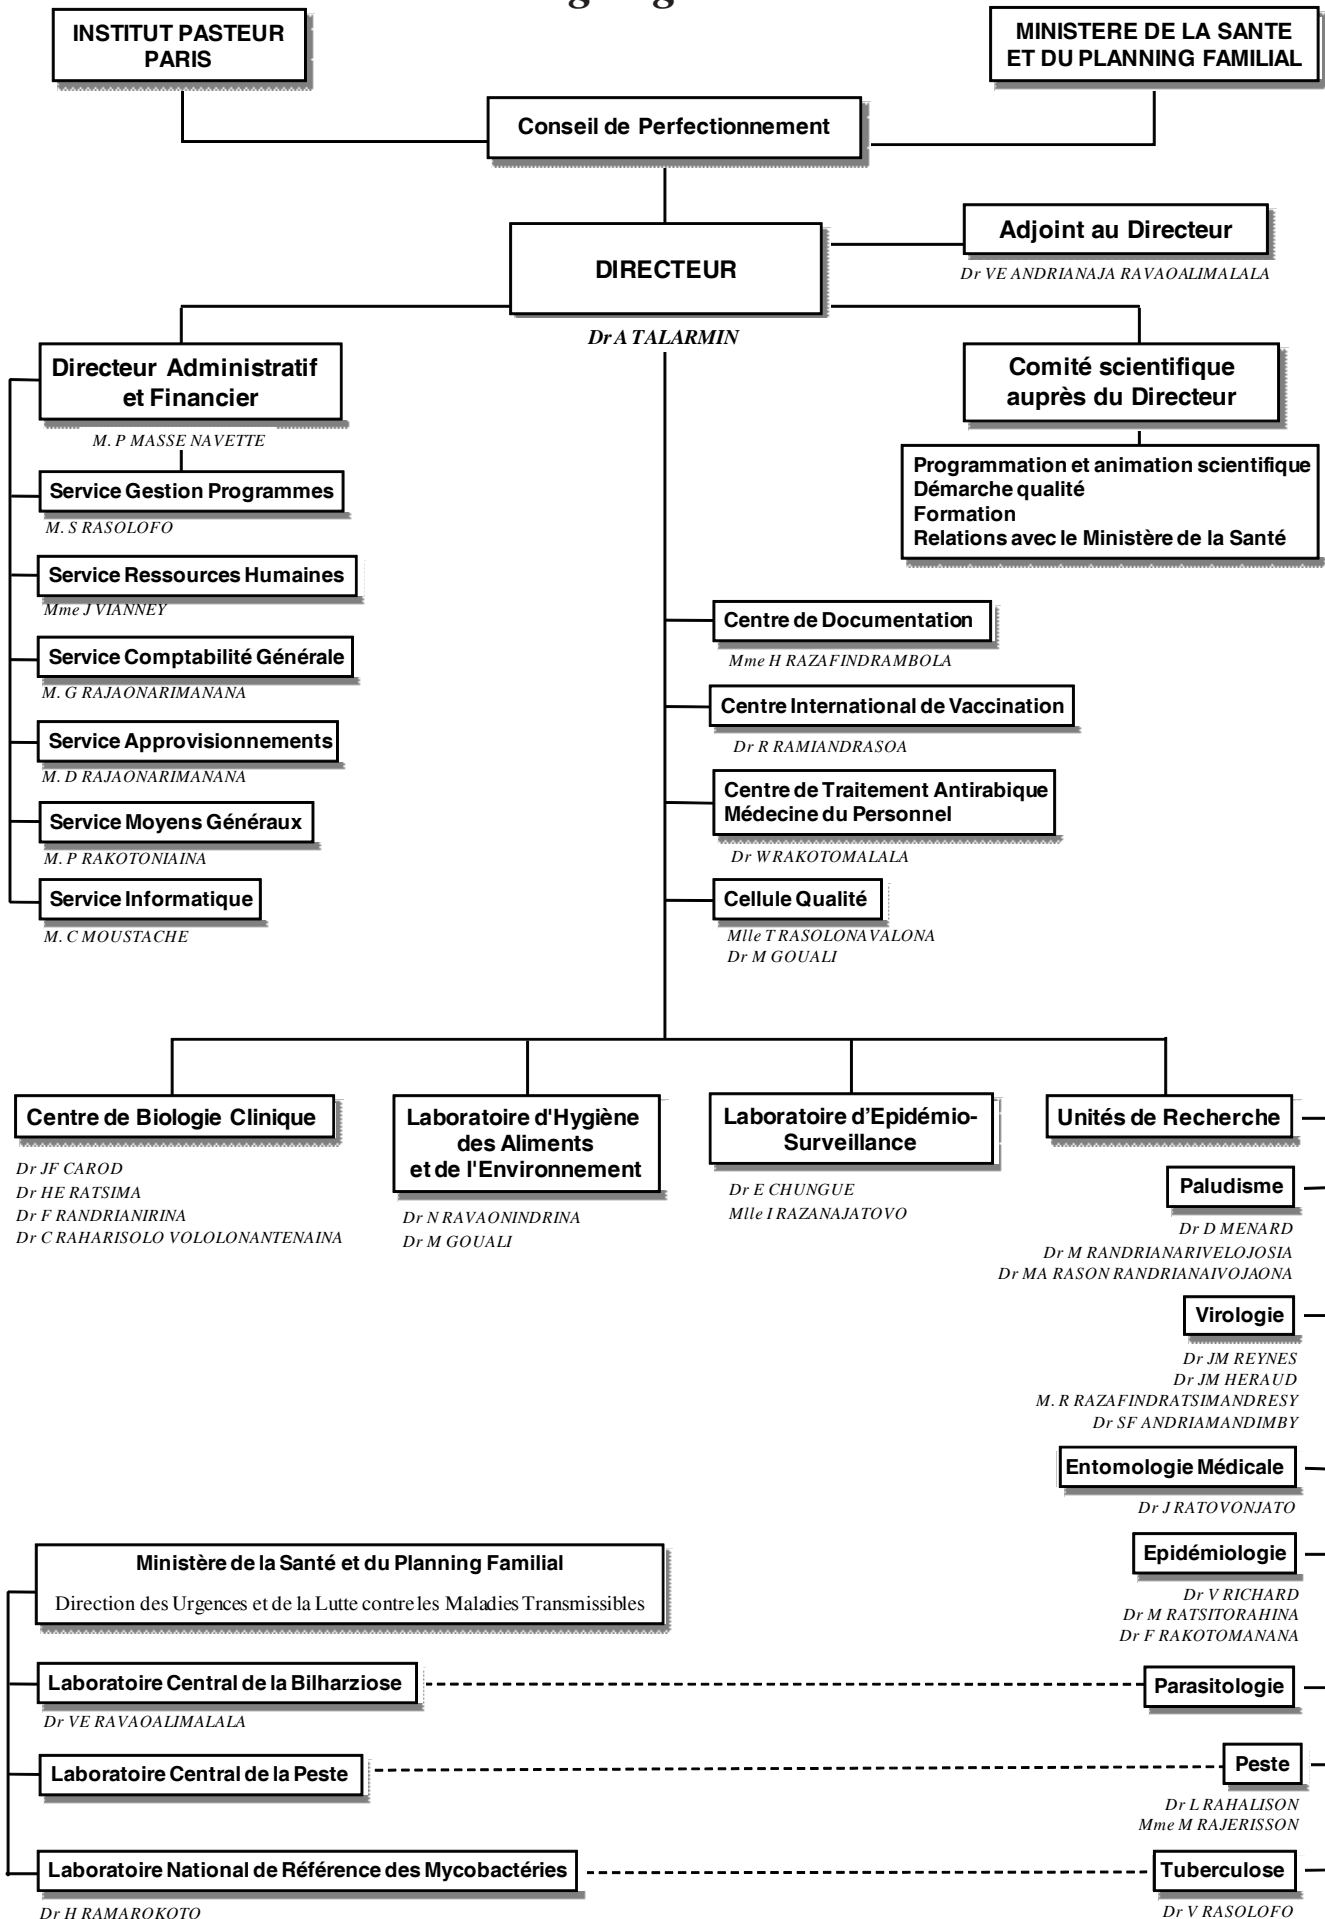 INSTITUT PASTEUR
PARIS
MINISTERE DE LA SANTE
ET DU PLANNING FAMILIAL
Conseil de Perfectionnement
DIRECTEUR
Dr A TALARMIN
Adjoint au Directeur
Dr VE ANDRIANAJA RAVAOALIMALALA
Directeur Administratif
et Financier
M. P MASSE NAVETTE
Comité scientifique
auprès du Directeur
Programmation et animation scientifique
Démarche qualité
Formation
Relations avec le Ministère de la Santé
Service Gestion Programmes
M. S RASOLOFO
Service Ressources Humaines
Mme J VIANNEY
Service Comptabilité Générale
M. G RAJAONARIMANANA
Service Approvisionnements
M. D RAJAONARIMANANA
Service Moyens Généraux
M. P RAKOTONIAINA
Service Informatique
M. C MOUSTACHE
Centre de Documentation
Mme H RAZAFINDRAMBOLA
Centre International de Vaccination
Dr R RAMIANDRASOA
Centre de Traitement Antirabique
Médecine du Personnel
Dr W RAKOTOMALALA
Cellule Qualité
Mlle T RASOLONAVALONA
Dr M GOUALI
Centre de Biologie Clinique
Dr JF CAROD
Dr HE RATSIMA
Dr F RANDRIANIRINA
Dr C RAHARISOLO VOLOLONANTENAINA
Laboratoire d'Hygiène
des Aliments
et de l'Environnement
Dr N RAVAONINDRINA
Dr M GOUALI
Laboratoire d’Epidémio-
Surveillance
Dr E CHUNGUE
Mlle I RAZANAJATOVO
Unités de Recherche
Paludisme
Dr D MENARD
Dr M RANDRIANARIVELOJOSIA
Dr MA RASON RANDRIANAIVOJAONA
Virologie
Dr JM REYNES
Dr JM HERAUD
M. R RAZAFINDRATSIMANDRESY
Dr SF ANDRIAMANDIMBY
Entomologie Médicale
Dr J RATOVONJATO
Epidémiologie
Dr V RICHARD
Dr M RATSITORAHINA
Dr F RAKOTOMANANA
Ministère de la Santé et du Planning Familial
Direction des Urgences et de la Lutte contre les Maladies Transmissibles
Laboratoire Central de la Bilharziose
Dr VE RAVAOALIMALALA
Parasitologie
Laboratoire Central de la Peste
Peste
Dr L RAHALISON
Mme M RAJERISSON
Laboratoire National de Référence des Mycobactéries
Dr H RAMAROKOTO
Tuberculose
Dr V RASOLOFO